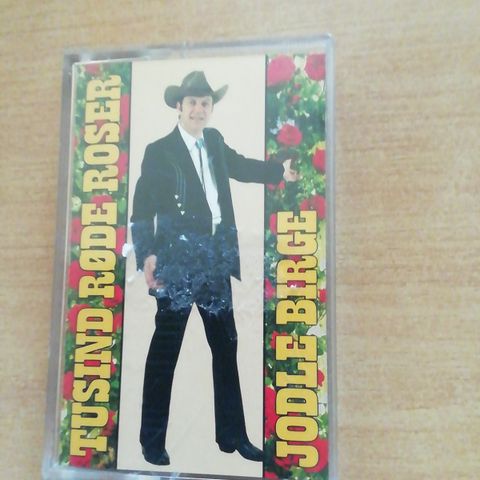 TUSIND RØDE ROSER
JODLE BIRGE